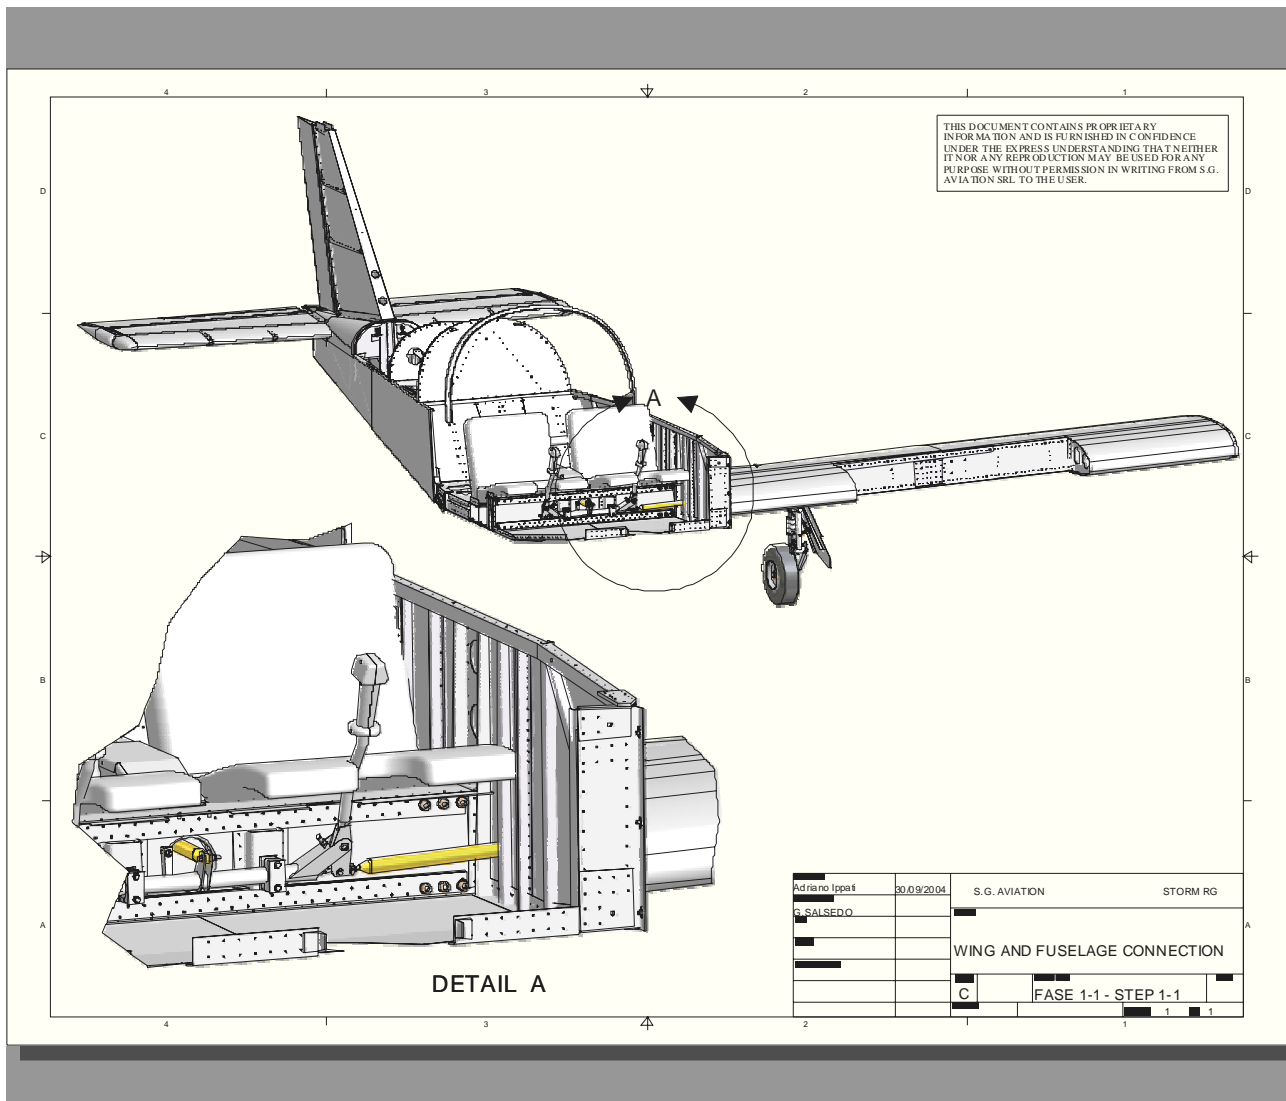 4 3 2 1
THIS DOCUMENT CONTAINS PROPRIETARY
INFORMATION AND IS FURNISHED IN CONFIDENCE
UNDER THE EXPRESS UNDERSTANDING THAT NEITHER
IT NOR ANY REPRODUCTION MAY BE USED FOR ANY
PURPOSE WITHOUT PERMISSION IN WRITING FROM S.G.
AVIATION SRL TO THE USER.
D D
A
C C
B B
Adriano Ippati 30/09/2004 S.G. AVIATION STORM RG
G.SALSEDO
A A
WING AND FUSELAGE CONNECTION
DETAIL A
C FASE 1-1 - STEP 1-1
1 1
4 3 2 1